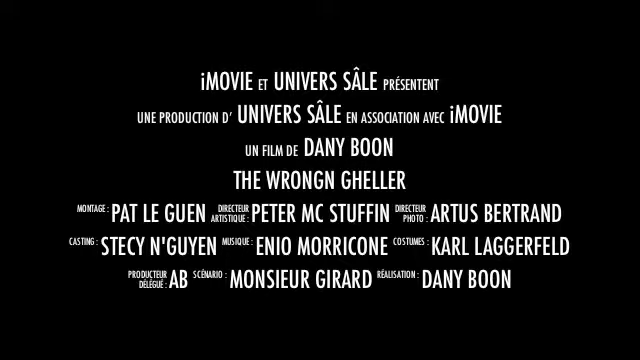 iMOVIE ET UNIVERS SÂLE PRÉSENTENT
UNE PRODUCTION D' UNIVERS SÂLE EN ASSOCIATION AVEC iMOVIE
UN FILM DE DANY BOON
THE WRONGN GHELLER
MONTAGE : PAT LE GUEN DIRECTEUR ARTISTIQUE : PETER MC STUFFIN DIRECTEUR PHOTO : ARTUS BERTRAND
CASTING : STECY N'GUYEN MUSIQUE : ENIO MORRICONE COSTUMES : KARL LAGGERFELD
PRODUCTEUR DÉLÉGUÉ : AB SCÉNARIO : MONSIEUR GIRARD RÉALISATION : DANY BOON